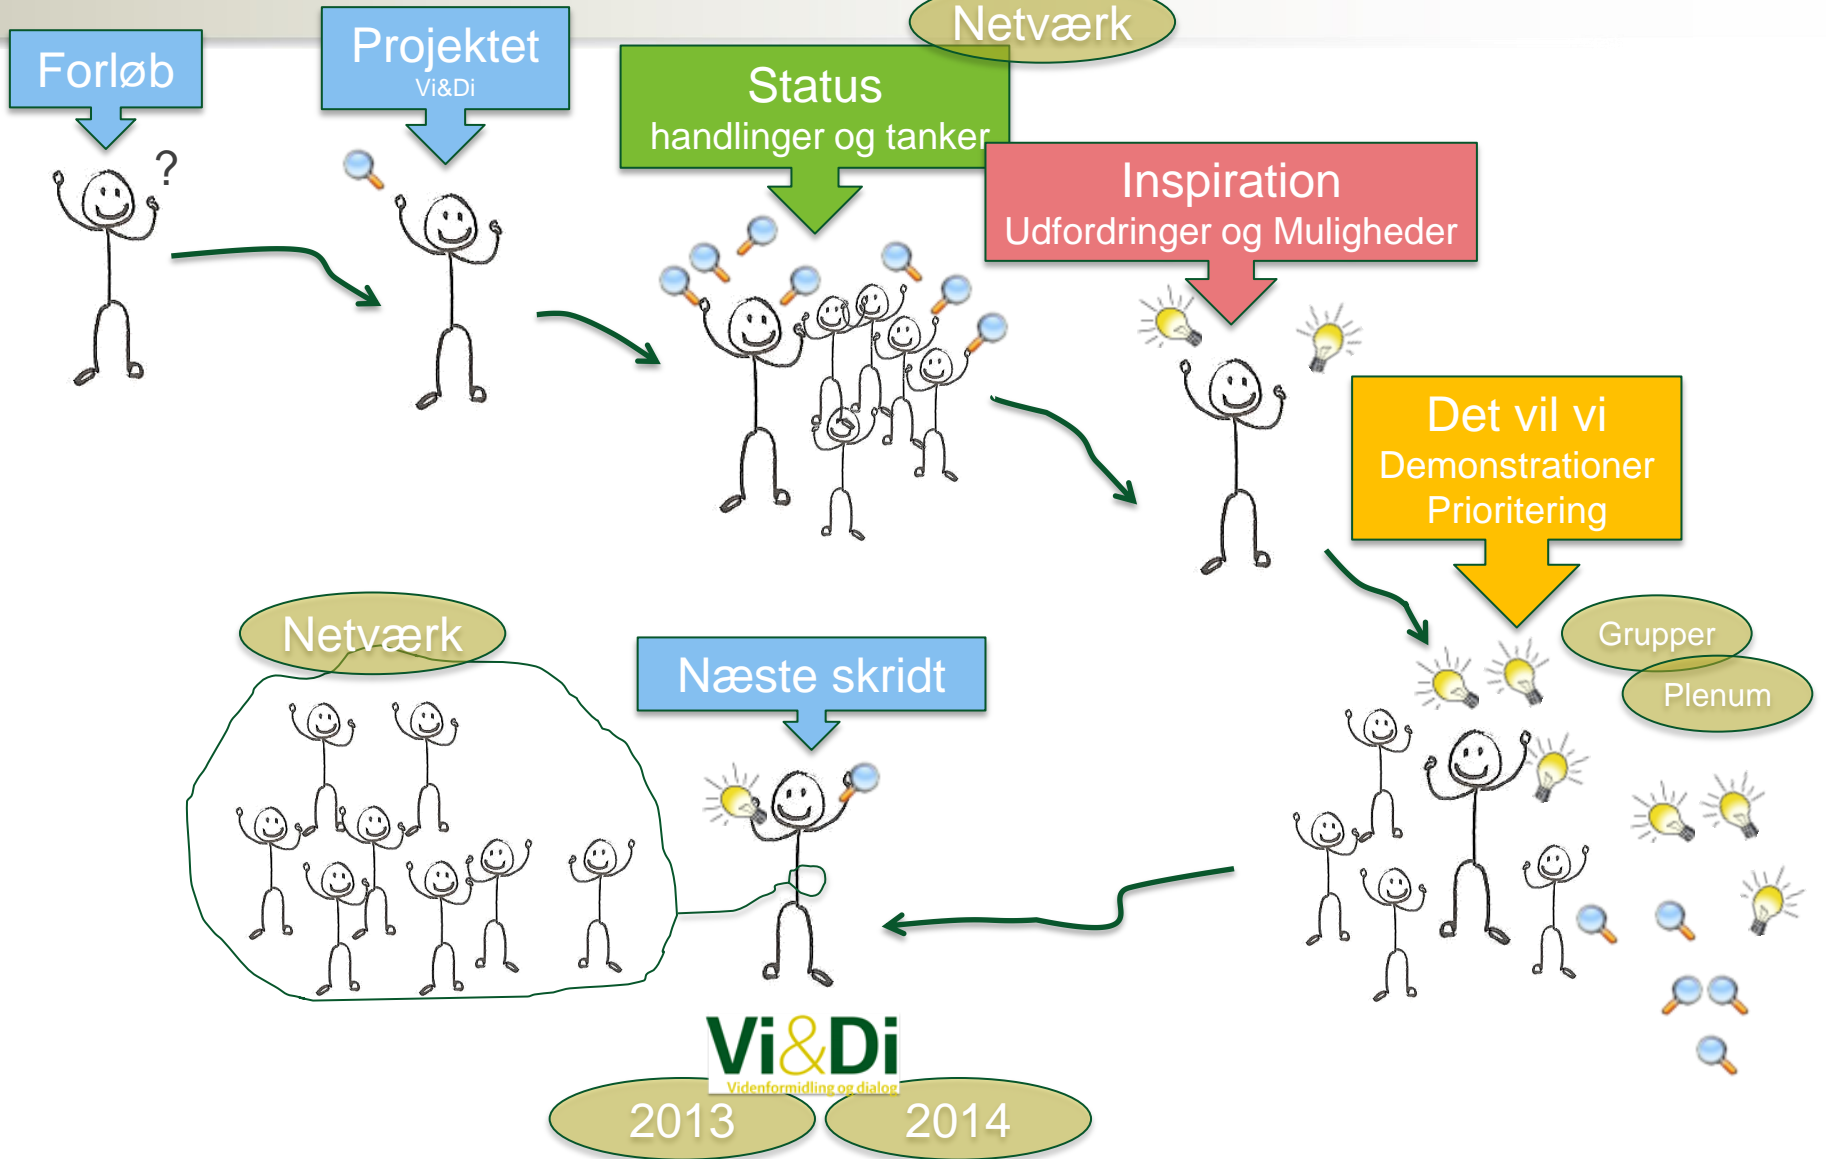 Netværk
Forløb
Projektet
Vi&Di
Status
handlinger og tanker
?
Inspiration
Udfordringer og Muligheder
Det vil vi
Demonstrationer
Prioritering
Grupper
Plenum
Netværk
Næste skridt
Vi&Di
Videnformidling og dialog
2013
2014